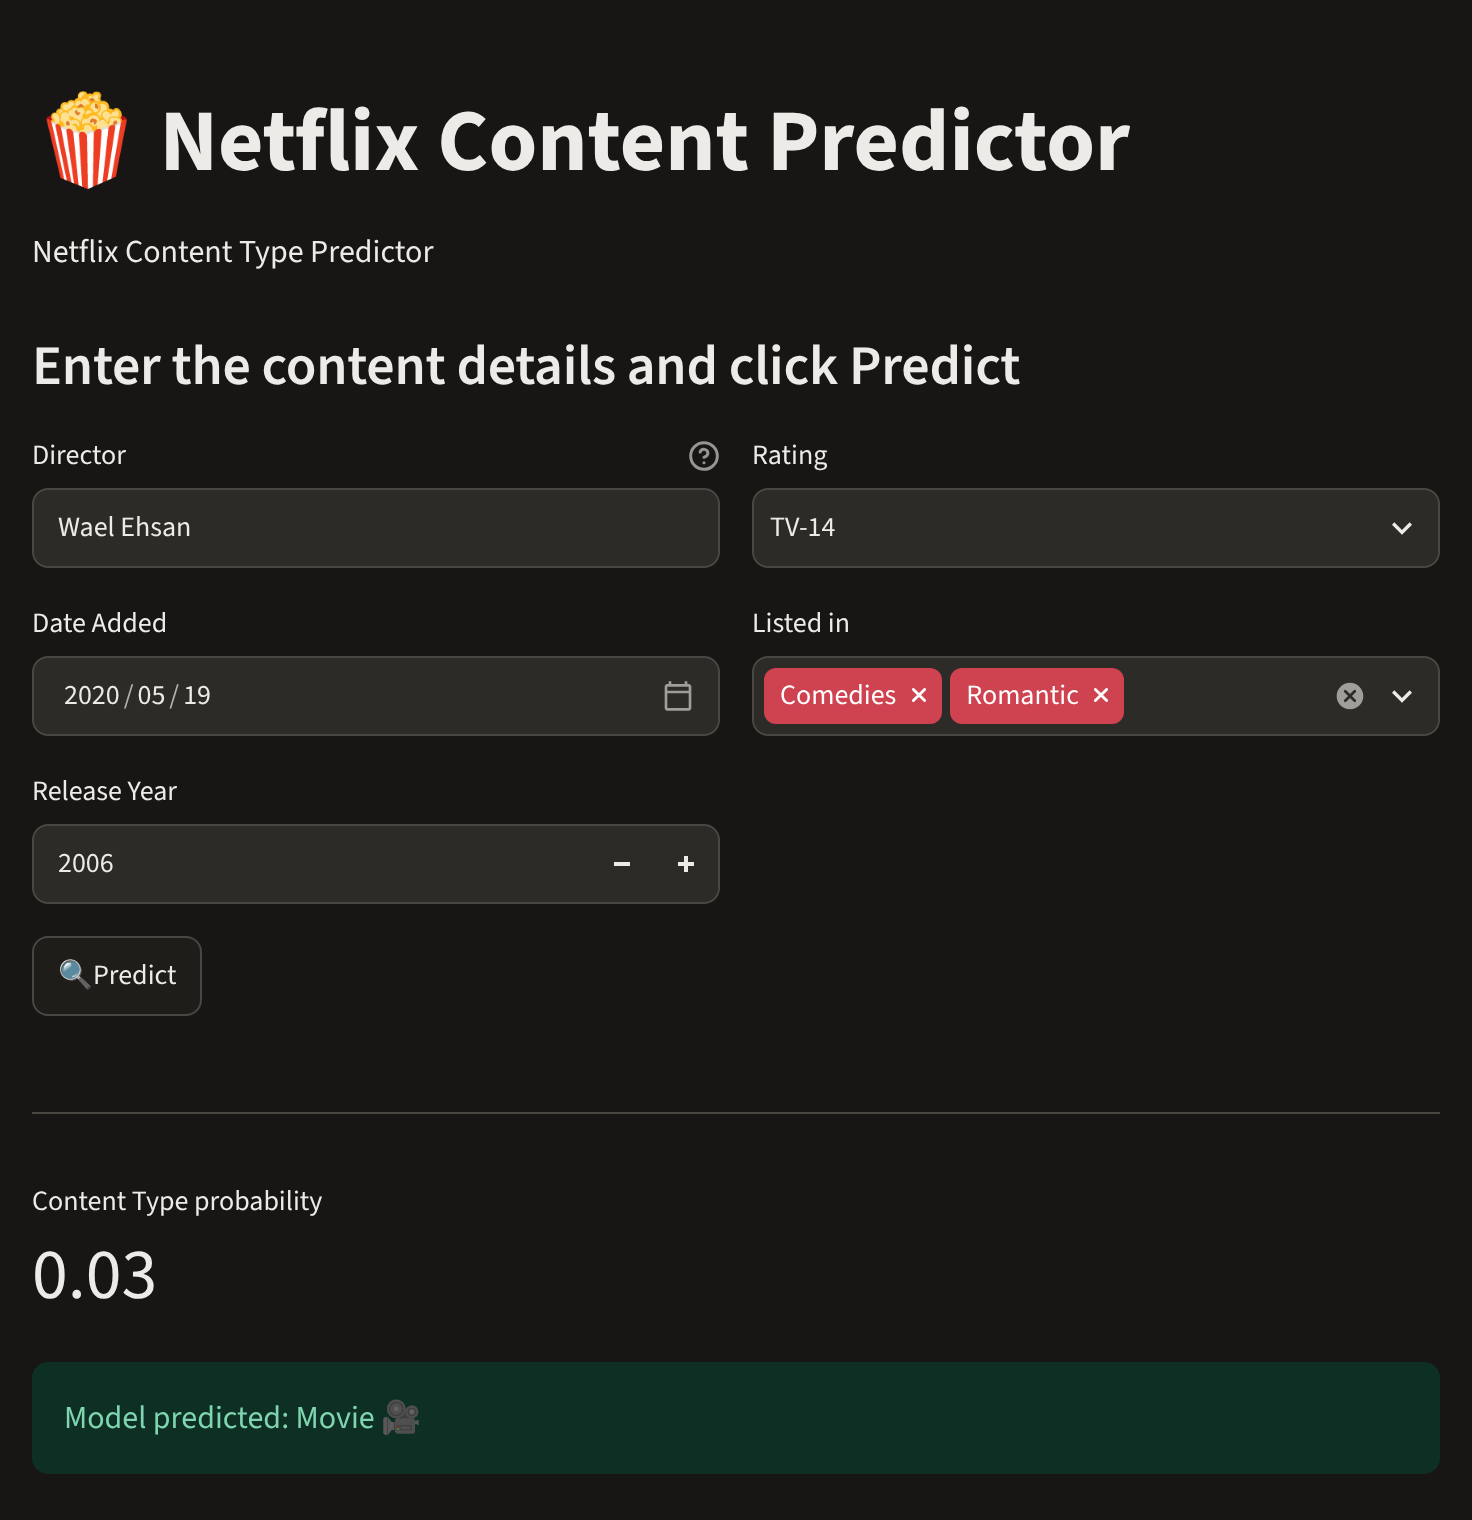 Netflix Content Predictor
Netflix Content Type Predictor
Enter the content details and click Predict
Director
Wael Ehsan
Rating
TV-14
Date Added
2020/05/19
Listed in
Comedies Romantic
Release Year
2006
Predict
Content Type probability
0.03
Model predicted: Movie